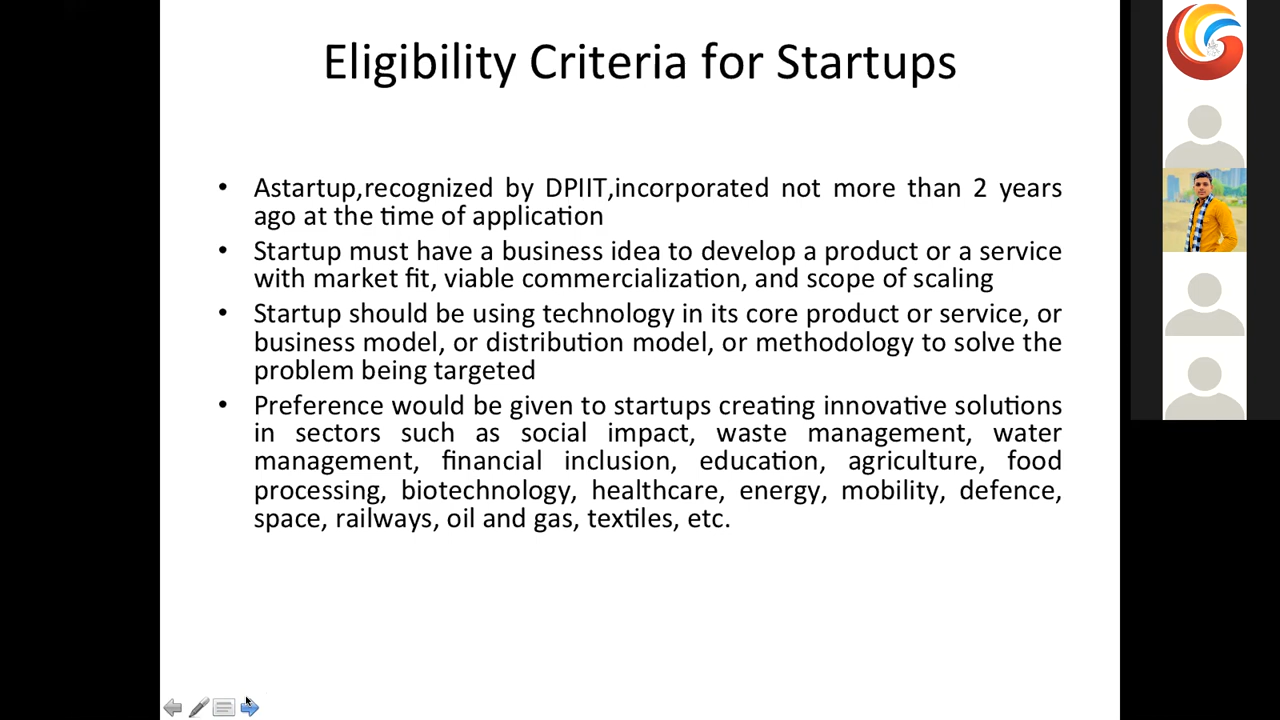 Eligibility Criteria for Startups
• Astartup,recognized by DPIIT,incorporated not more than 2 years
ago at the time of application
• Startup must have a business idea to develop a product or a service
with market fit, viable commercialization, and scope of scaling
• Startup should be using technology in its core product or service, or
business model, or distribution model, or methodology to solve the
problem being targeted
• Preference would be given to startups creating innovative solutions
in sectors such as social impact, waste management, water
management, financial inclusion, education, agriculture, food
processing, biotechnology, healthcare, energy, mobility, defence,
space, railways, oil and gas, textiles, etc.